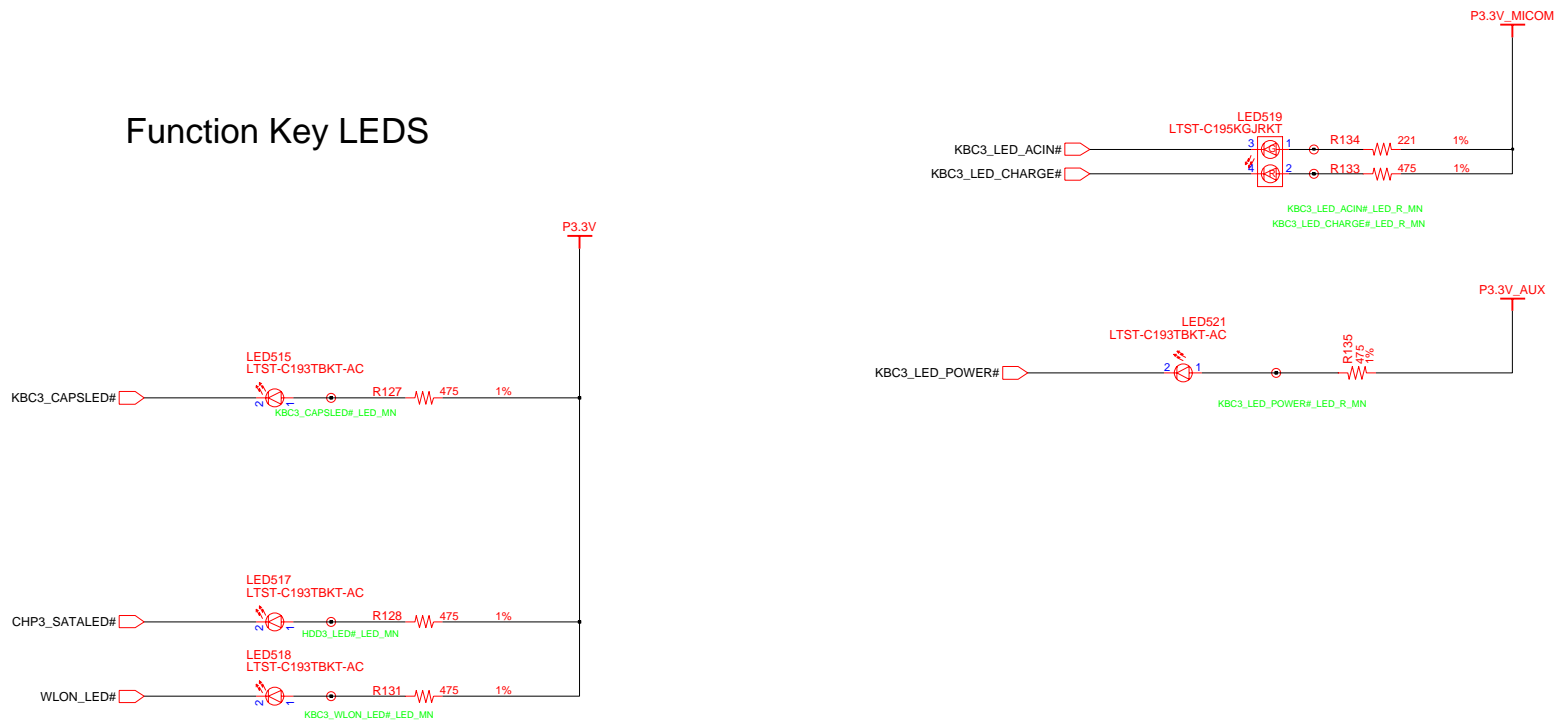 Function Key LEDS
P3.3V_MICOM
LED519
LTST-C195KGJRKT
KBC3_LED_ACIN# 3 G 1 R134 221 1%
KBC3_LED_CHARGE# 4 R 2 R133 475 1%
KBC3_LED_ACIN#_LED_R_MN
KBC3_LED_CHARGE#_LED_R_MN
P3.3V
P3.3V_AUX
LED521
LTST-C193TBKT-AC
KBC3_LED_POWER# 2 1 R135 475 1%
KBC3_LED_POWER#_LED_R_MN
LED515
LTST-C193TBKT-AC
KBC3_CAPSLED# 2 1 R127 475 1%
KBC3_CAPSLED#_LED_MN
LED517
LTST-C193TBKT-AC
CHP3_SATALED# 2 1 R128 475 1%
HDD3_LED#_LED_MN
LED518
LTST-C193TBKT-AC
WLON_LED# 2 1 R131 475 1%
KBC3_WLON_LED#_LED_MN